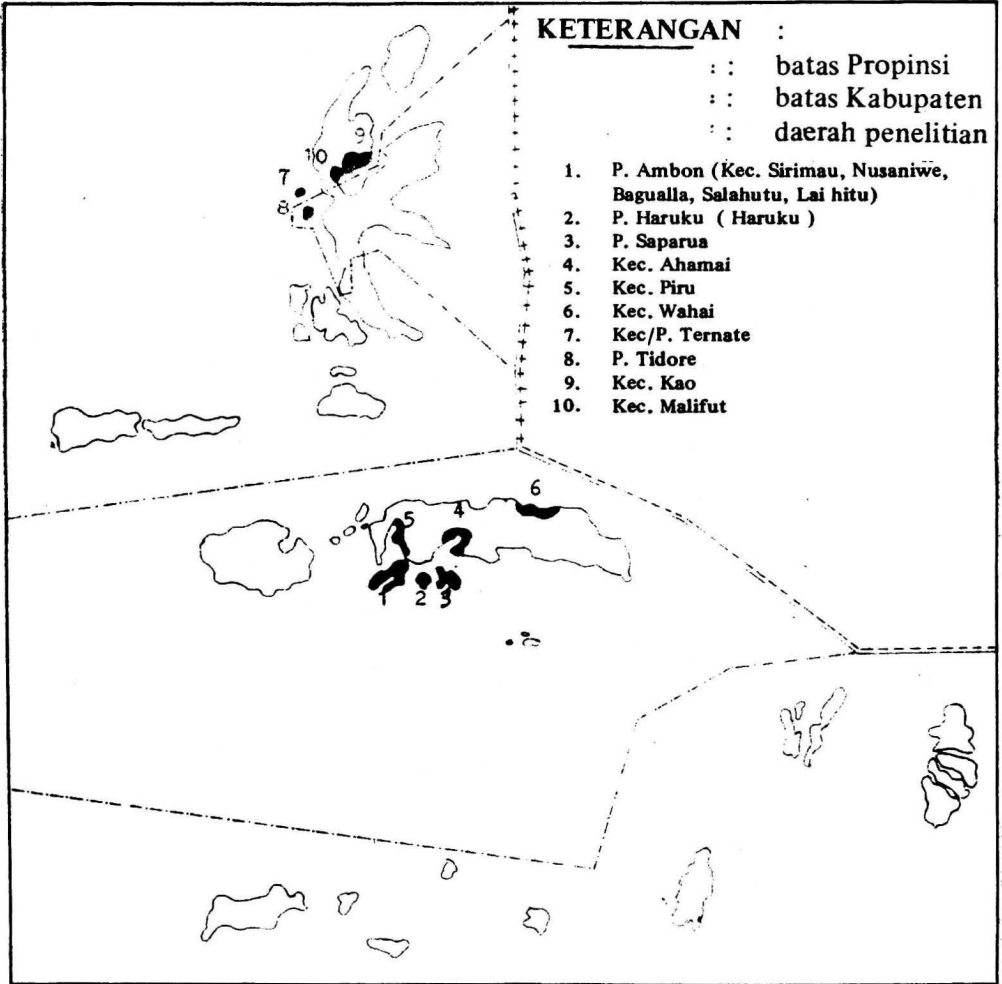 KETERANGAN :
: : batas Propinsi
: : batas Kabupaten
: : daerah penelitian
1. P. Ambon (Kec. Sirimau, Nusaniwe,
Bagualla, Salahutu, Lai hitu)
2. P. Haruku ( Haruku )
3. P. Saparua
4. Kec. Ahamai
5. Kec. Piru
6. Kec. Wahai
7. Kec/P. Ternate
8. P. Tidore
9. Kec. Kao
10. Kec. Malifut
9
10
7
8
6
5
4
1
2
3